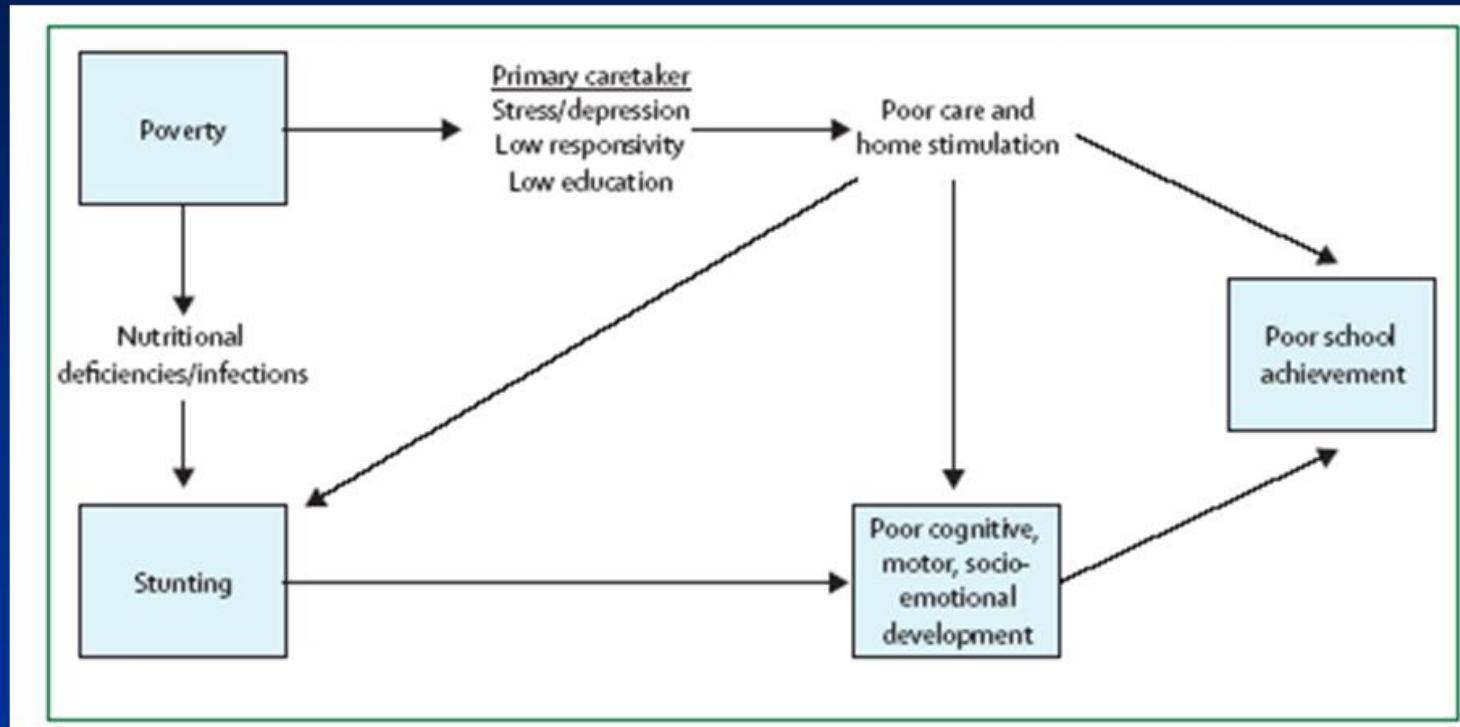 Poverty
Primary caretaker
Stress/depression
Low responsivity
Low education
Poor care and
home stimulation
Nutritional
deficiencies/infections
Poor school
achievement
Stunting
Poor cognitive,
motor, socio-
emotional
development